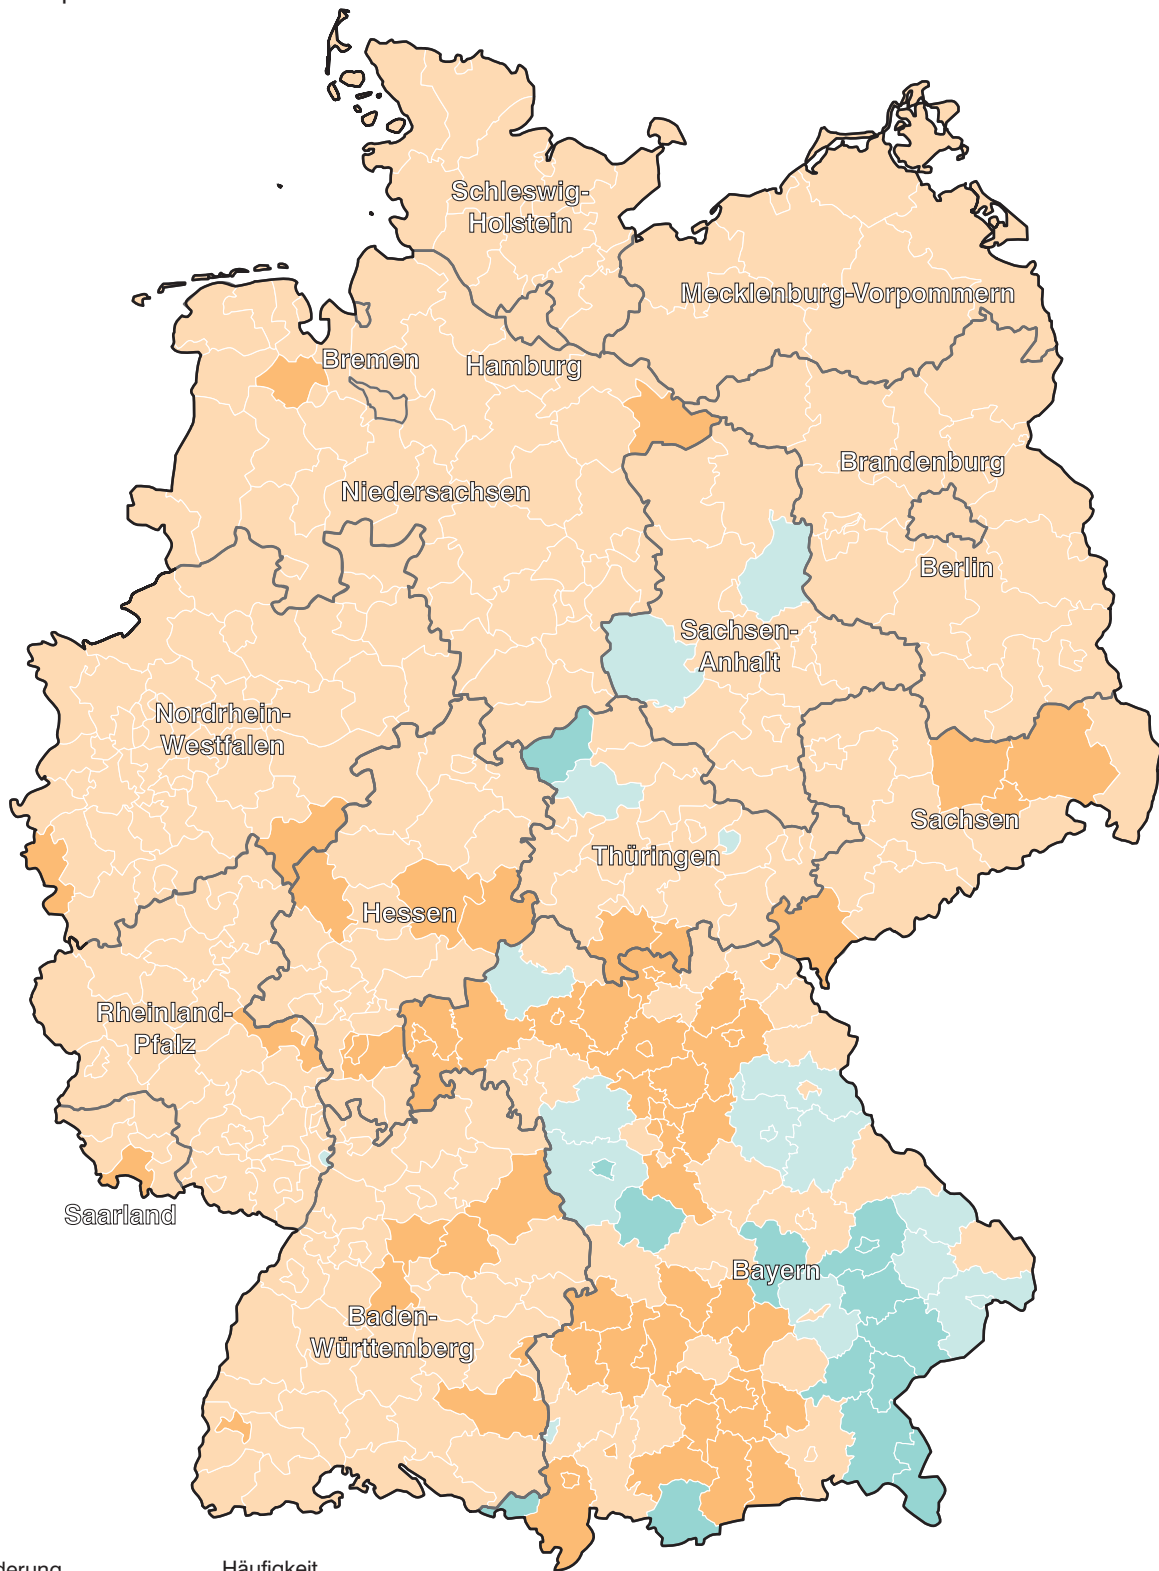 Schleswig-
Holstein
Mecklenburg-Vorpommern
Bremen
Hamburg
Brandenburg
Niedersachsen
Berlin
Sachsen-
Anhalt
Nordrhein-
Westfalen
Sachsen
Thüringen
Hessen
Rheinland-
Pfalz
Saarland
Bayern
Baden-
Württemberg
Häufigkeit